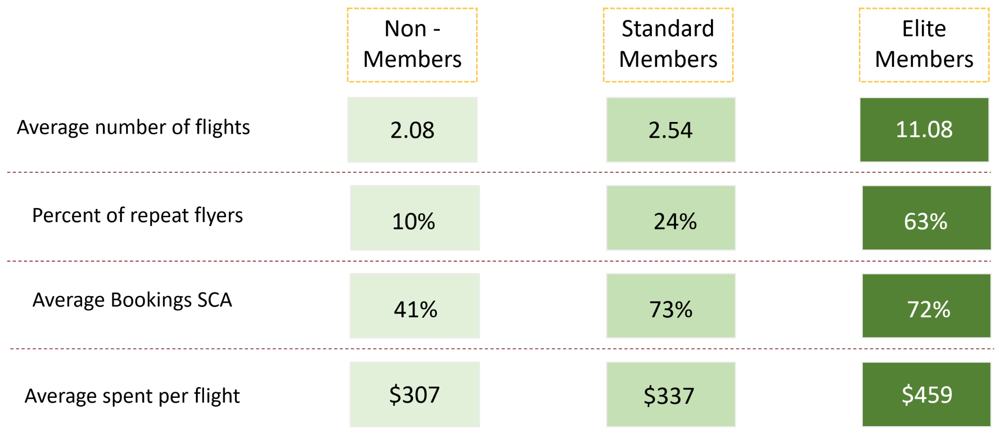 Non -
Members
Standard
Members
Elite
Members
Average number of flights
2.08
2.54
11.08
Percent of repeat flyers
10%
24%
63%
Average Bookings SCA
41%
73%
72%
Average spent per flight
$307
$337
$459